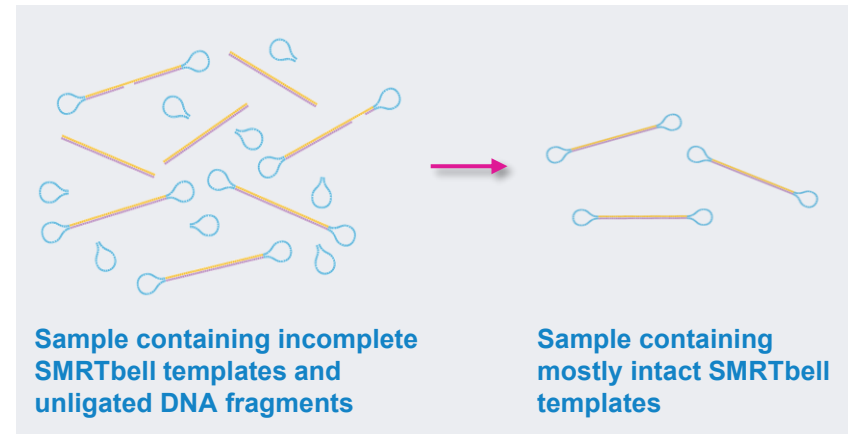 Sample containing incomplete
SMRTbell templates and
unligated DNA fragments
Sample containing
mostly intact SMRTbell
templates